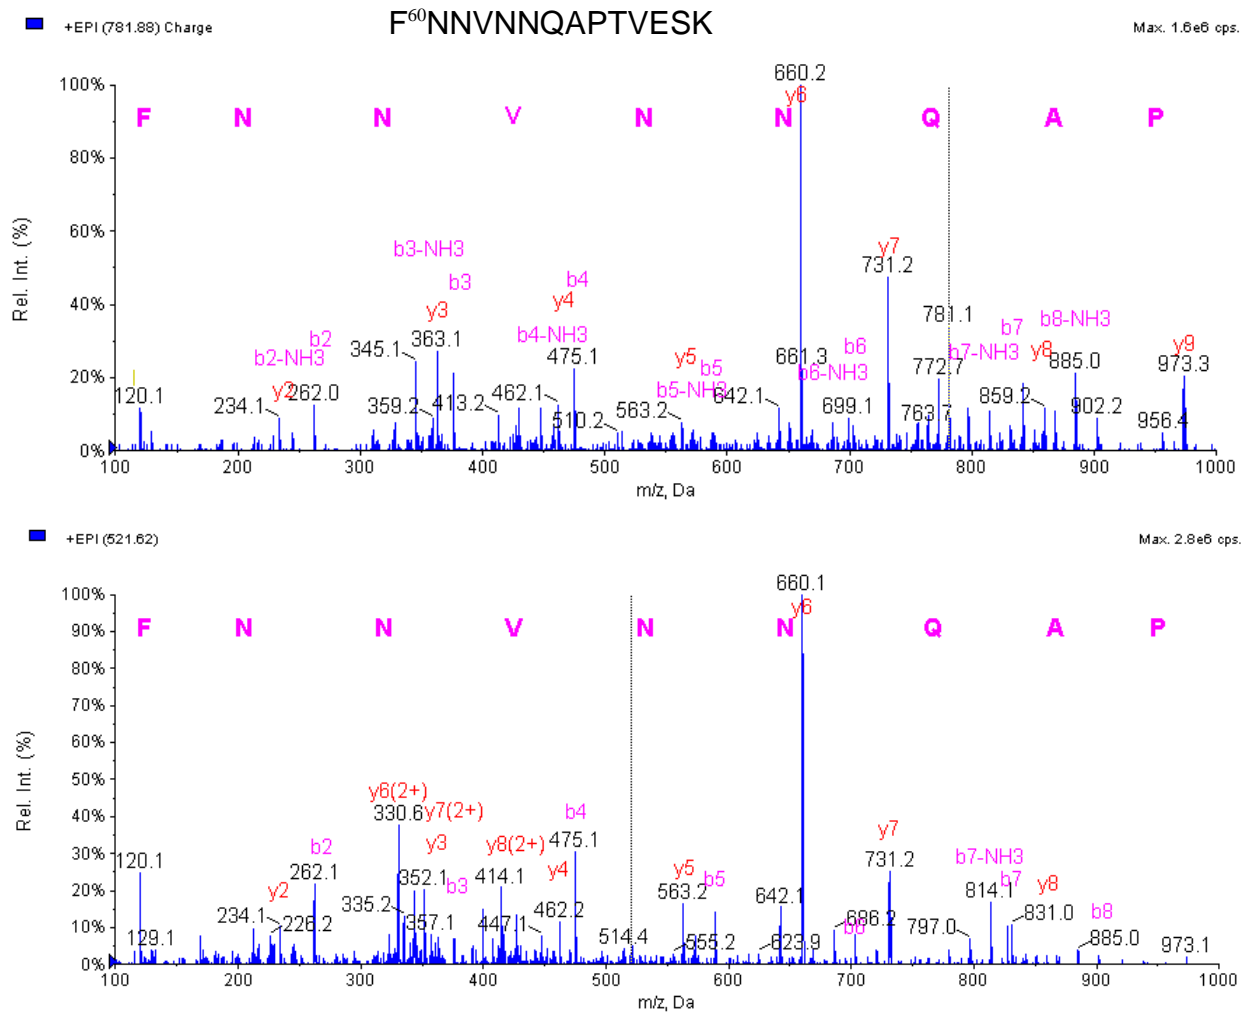 +EPI (781.88) Charge
F⁶⁰NNVNNQAPTVESK
Max. 1.6e6 cps.
660.2
100%
y6
F N N V N N Q A P
80%
Rel. Int. (%)
60%
b3-NH3
y7
731.2
b3
b4
40%
y3
y4
781.1
b8-NH3
b2
b4-NH3
b7
345.1
363.1
475.1
661.3
b6
b2-NH3
y5
b5
b6-NH3
772.7
b7-NH3
y8
885.0
y9
973.3
20%
120.1
y2
262.0
b5-NH3
234.1
359.2
413.2
462.1
510.2
563.2
642.1
699.1
763.7
859.2
902.2
956.4
0%
100 200 300 400 500 600 700 800 900 1000
m/z, Da
+EPI (521.62)
Max. 2.8e6 cps.
660.1
100%
y6
90%
F N N V N N Q A P
80%
70%
60%
Rel. Int. (%)
50%
y6(2+)
330.6
y7(2+)
40%
b4
475.1
y3
y8(2+)
y7
731.2
b2
b7-NH3
30%
120.1
262.1
352.1
b3
414.1
y4
y5
563.2
b5
814.1
b7
y8
20%
y2
234.1
226.2
335.2
357.1
462.2
642.1
686.2
b6
831.0
b8
10%
129.1
447.1
514.4
555.2
623.9
797.0
885.0
973.1
0%
100 200 300 400 500 600 700 800 900 1000
m/z, Da